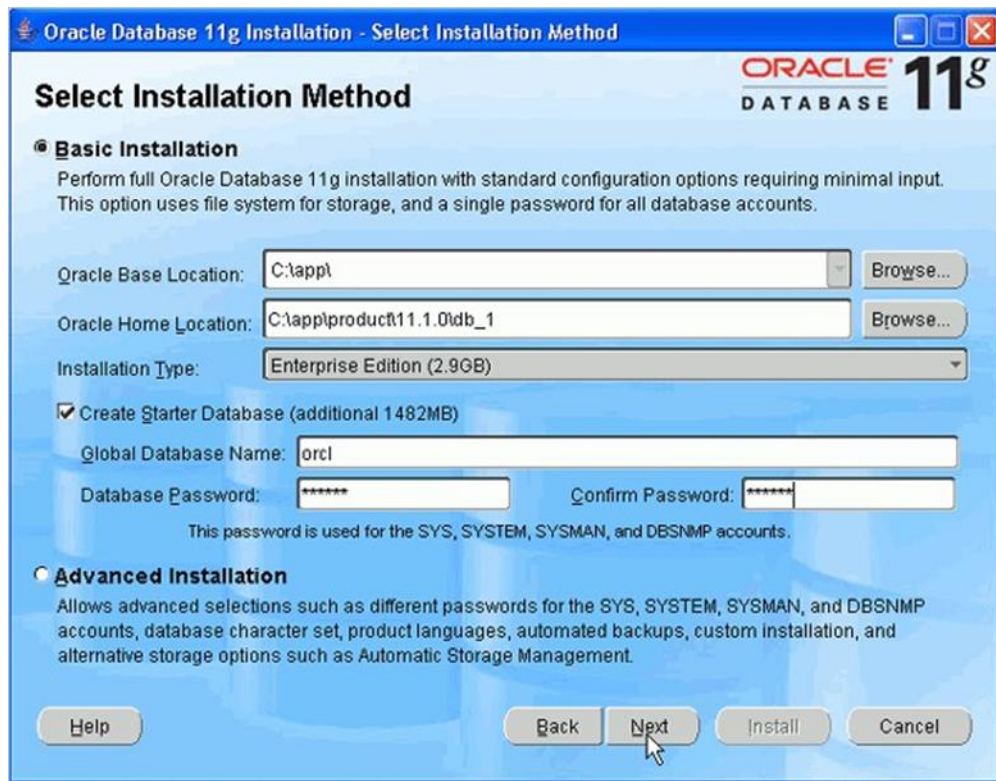 Oracle Database 11g Installation - Select Installation Method
Select Installation Method
ORACLE® 11g
DATABASE
Basic Installation
Perform full Oracle Database 11g installation with standard configuration options requiring minimal input.
This option uses file system for storage, and a single password for all database accounts.
Oracle Base Location: C:\app\ Browse...
Oracle Home Location: C:\app\product\11.1.0\db_1 Browse...
Installation Type: Enterprise Edition (2.9GB)
Create Starter Database (additional 1482MB)
Global Database Name: orcl
Database Password: ****** Confirm Password: ******
This password is used for the SYS, SYSTEM, SYSMAN, and DBSNMP accounts.
Advanced Installation
Allows advanced selections such as different passwords for the SYS, SYSTEM, SYSMAN, and DBSNMP
accounts, database character set, product languages, automated backups, custom installation, and
alternative storage options such as Automatic Storage Management.
Help Back Next Install Cancel